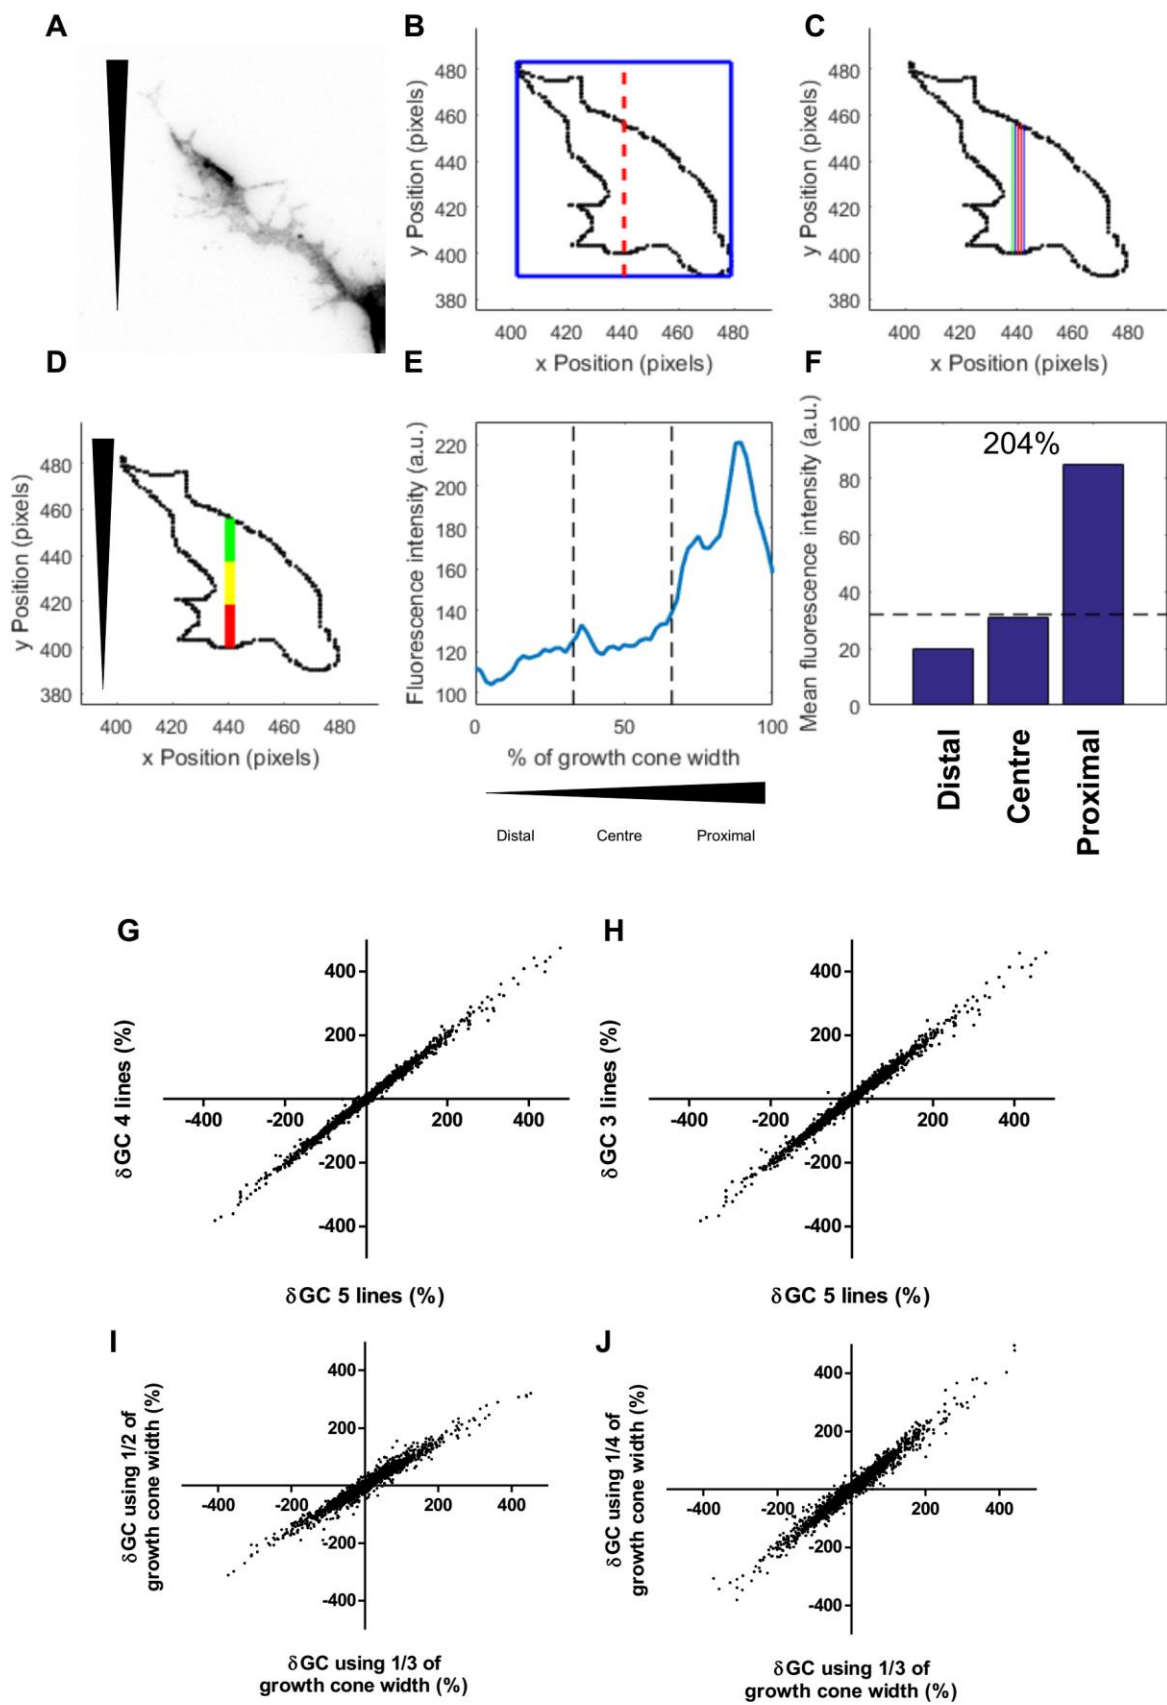 A
B
y Position (pixels)
480
460
440
420
400
380
400 420 440 460 480
x Position (pixels)
C
y Position (pixels)
480
460
440
420
400
380
400 420 440 460 480
x Position (pixels)
D
y Position (pixels)
480
460
440
420
400
380
400 420 440 460 480
x Position (pixels)
E
Fluorescence intensity (a.u.)
220
200
180
160
140
120
100
0 50 100
% of growth cone width
Distal Centre Proximal
F
Mean fluorescence intensity (a.u.)
100
80
60
40
20
0
204%
Distal
Centre
Proximal
G
δGC 4 lines (%)
400
200
-400 -200 200 400
-200
-400
δGC 5 lines (%)
H
δGC 3 lines (%)
400
200
-400 -200 200 400
-200
-400
δGC 5 lines (%)
I
δGC using 1/2 of
growth cone width (%)
400
200
-400 -200 200 400
-200
-400
δGC using 1/3 of
growth cone width (%)
J
δGC using 1/4 of
growth cone width (%)
400
200
-400 -200 200 400
-200
-400
δGC using 1/3 of
growth cone width (%)